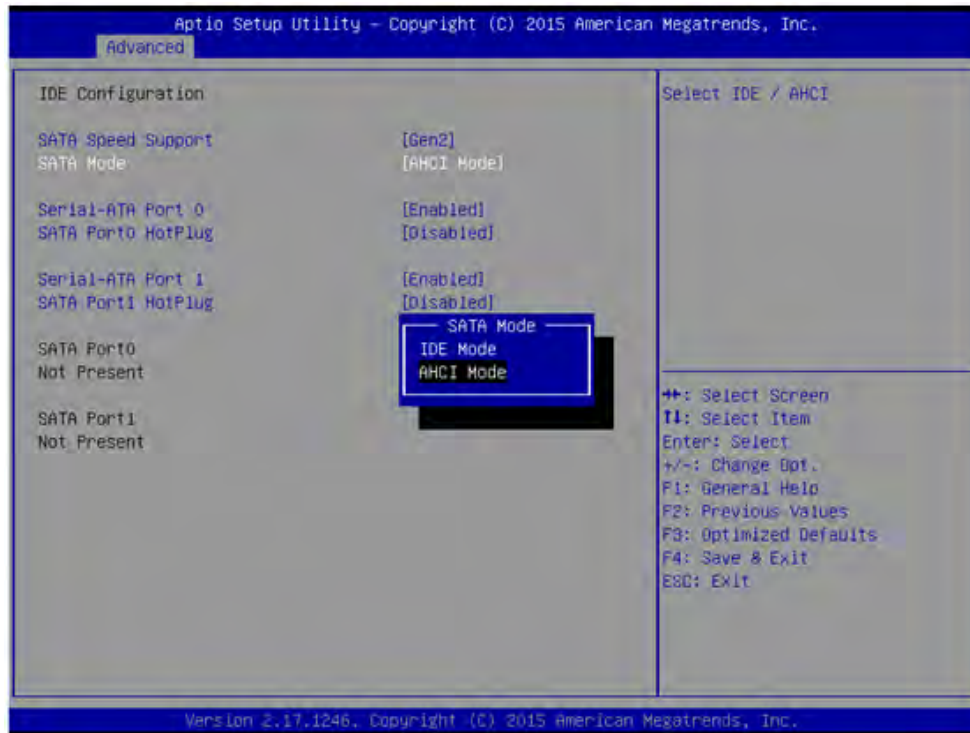 Aptio Setup Utility – Copyright (C) 2015 American Megatrends, Inc.
Advanced
IDE Configuration
SATA Speed Support [Gen2]
SATA Mode [AHCI Mode]
Serial-ATA Port 0 [Enabled]
SATA Port0 HotPlug [Disabled]
Serial-ATA Port 1 [Enabled]
SATA Port1 HotPlug [Disabled]
SATA Port0
Not Present
SATA Port1
Not Present
SATA Mode
IDE Mode
AHCI Mode
Select IDE / AHCI
→←: Select Screen
↑↓: Select Item
Enter: Select
+/-: Change Opt.
F1: General Help
F2: Previous Values
F3: Optimized Defaults
F4: Save & Exit
ESC: Exit
Version 2.17.1246. Copyright (C) 2015 American Megatrends, Inc.